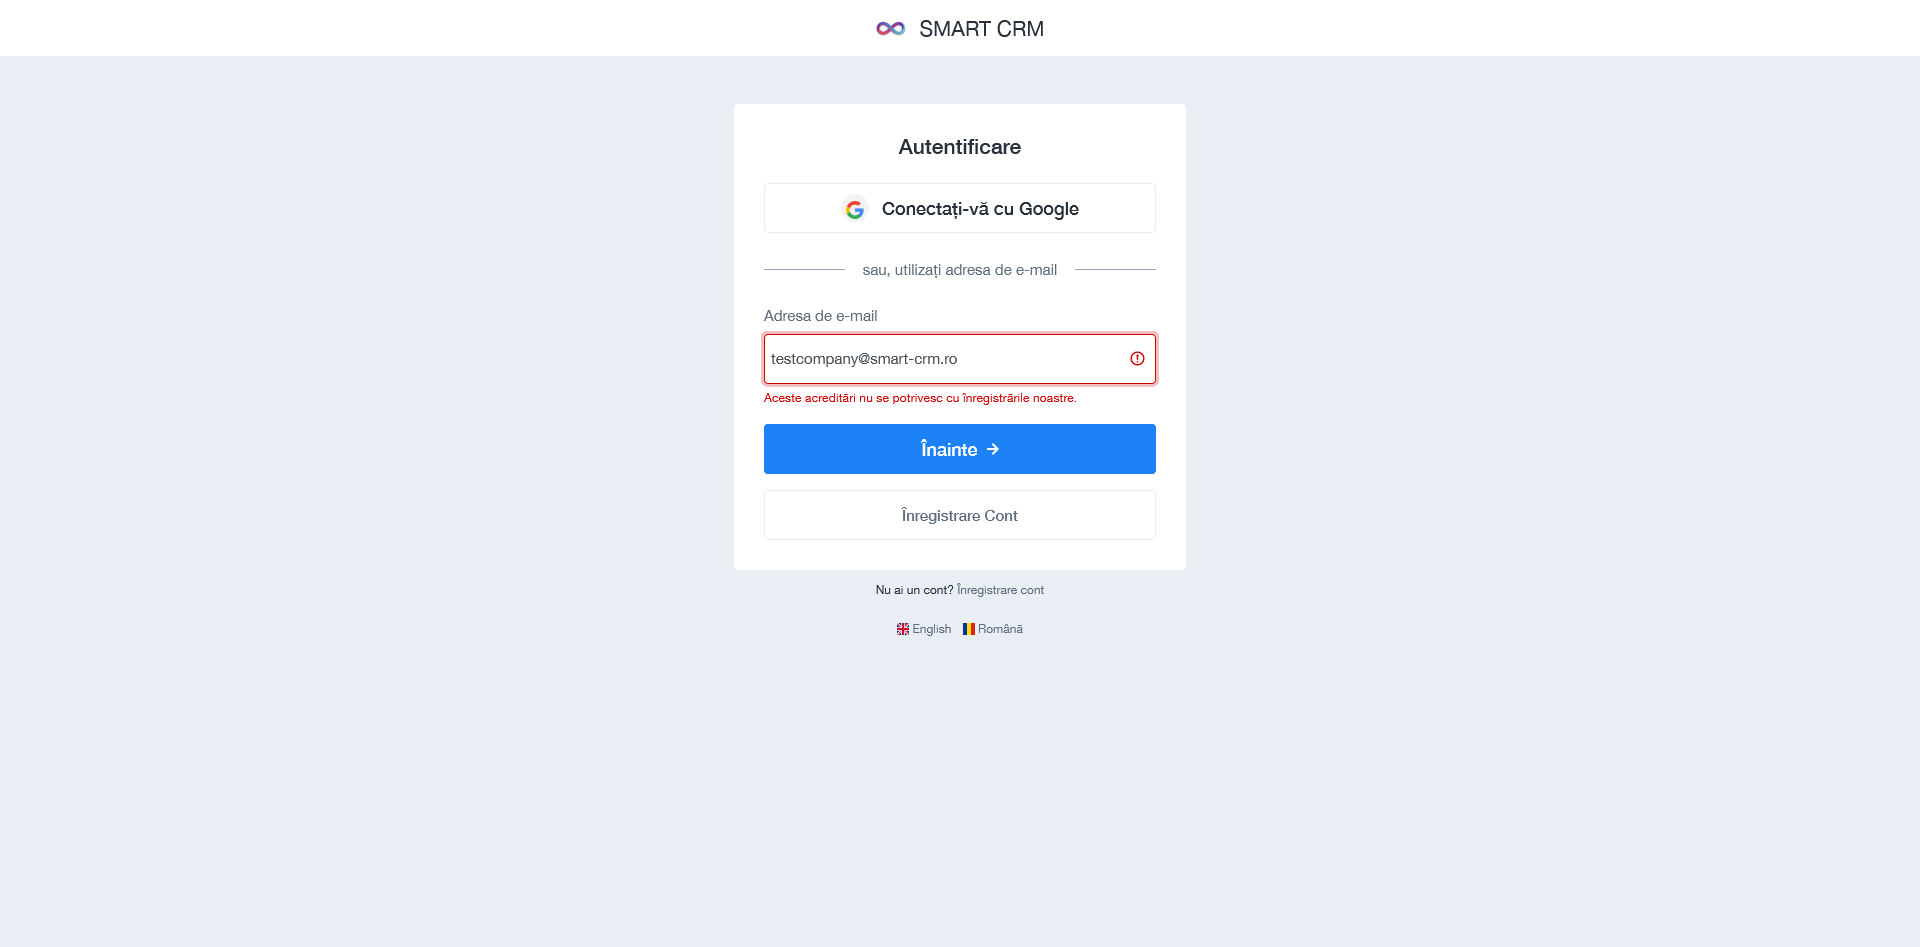 SMART CRM
Autentificare
Conectați-vă cu Google
sau, utilizați adresa de e-mail
Adresa de e-mail
testcompany@smart-crm.ro
Aceste acreditări nu se potrivesc cu înregistrările noastre.
Înainte →
Înregistrare Cont
Nu ai un cont? Înregistrare cont
English Română